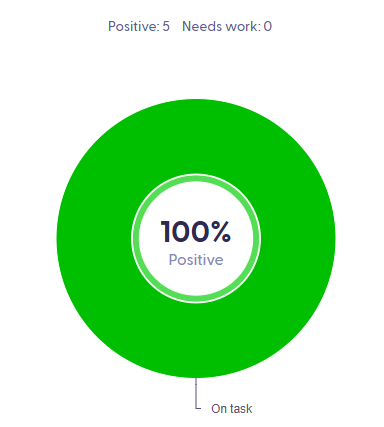 Positive: 5 Needs work: 0
100%
Positive
On task